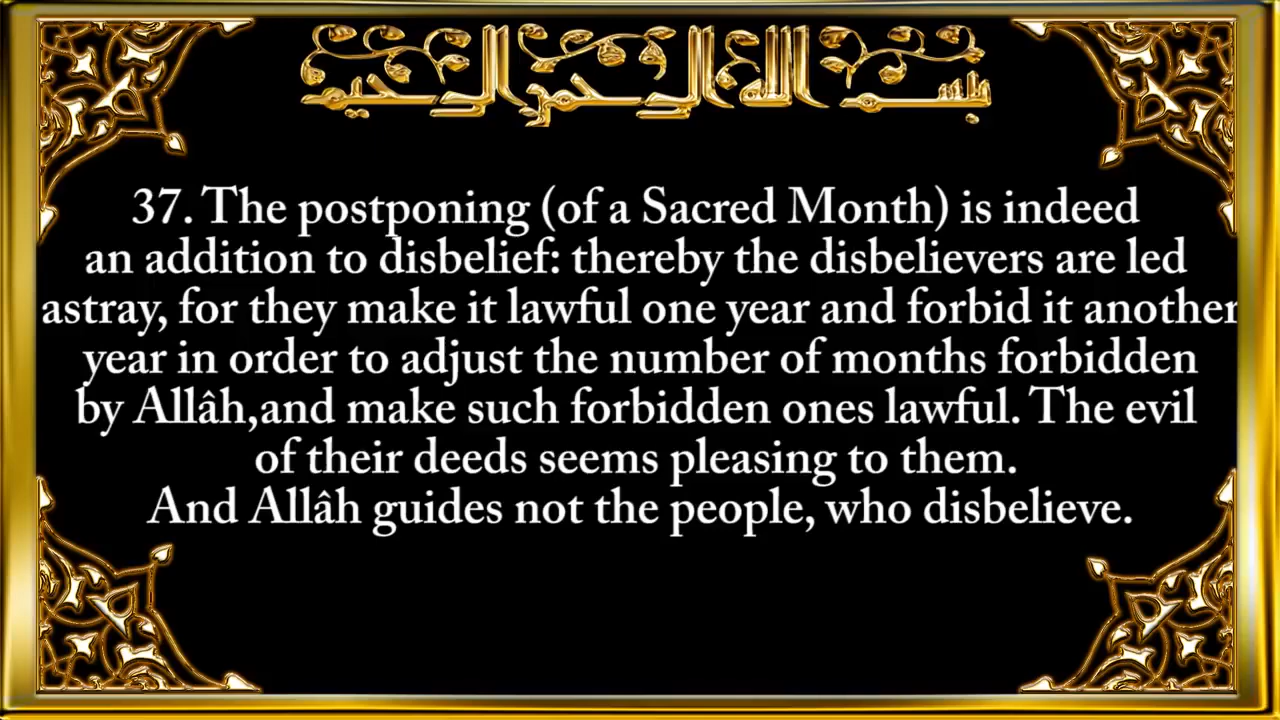 بسم الله الرحمن الرحيم
37. The postponing (of a Sacred Month) is indeed
an addition to disbelief: thereby the disbelievers are led
astray, for they make it lawful one year and forbid it another
year in order to adjust the number of months forbidden
by Allâh,and make such forbidden ones lawful. The evil
of their deeds seems pleasing to them.
And Allâh guides not the people, who disbelieve.